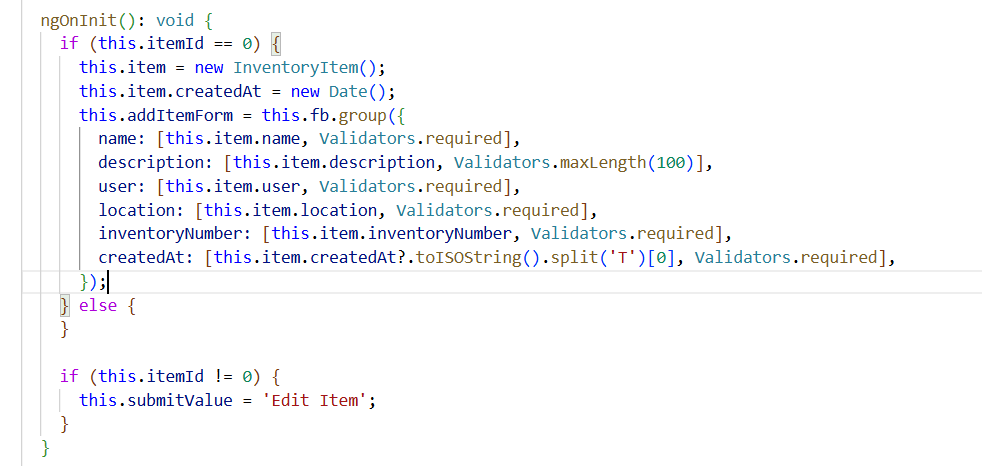 ngOnInit(): void {
if (this.itemId == 0) {
this.item = new InventoryItem();
this.item.createdAt = new Date();
this.addItemForm = this.fb.group({
name: [this.item.name, Validators.required],
description: [this.item.description, Validators.maxLength(100)],
user: [this.item.user, Validators.required],
location: [this.item.location, Validators.required],
inventoryNumber: [this.item.inventoryNumber, Validators.required],
createdAt: [this.item.createdAt?.toISOString().split('T')[0], Validators.required],
});
} else {
}
if (this.itemId != 0) {
this.submitValue = 'Edit Item';
}
}